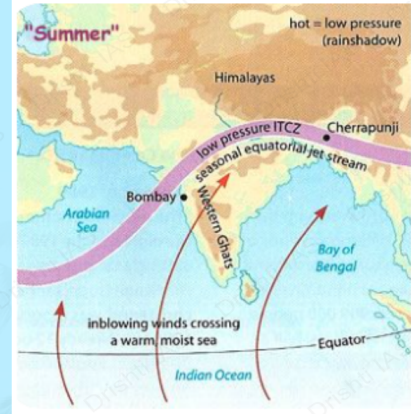 "Summer"
hot = low pressure
(rainshadow)
Himalayas
low pressure ITCZ
Cherrapunji
seasonal equatorial jet stream
Bombay
Western Ghats
Arabian
Sea
Bay of
Bengal
inblowing winds crossing
a warm, moist sea
Equator
Indian Ocean